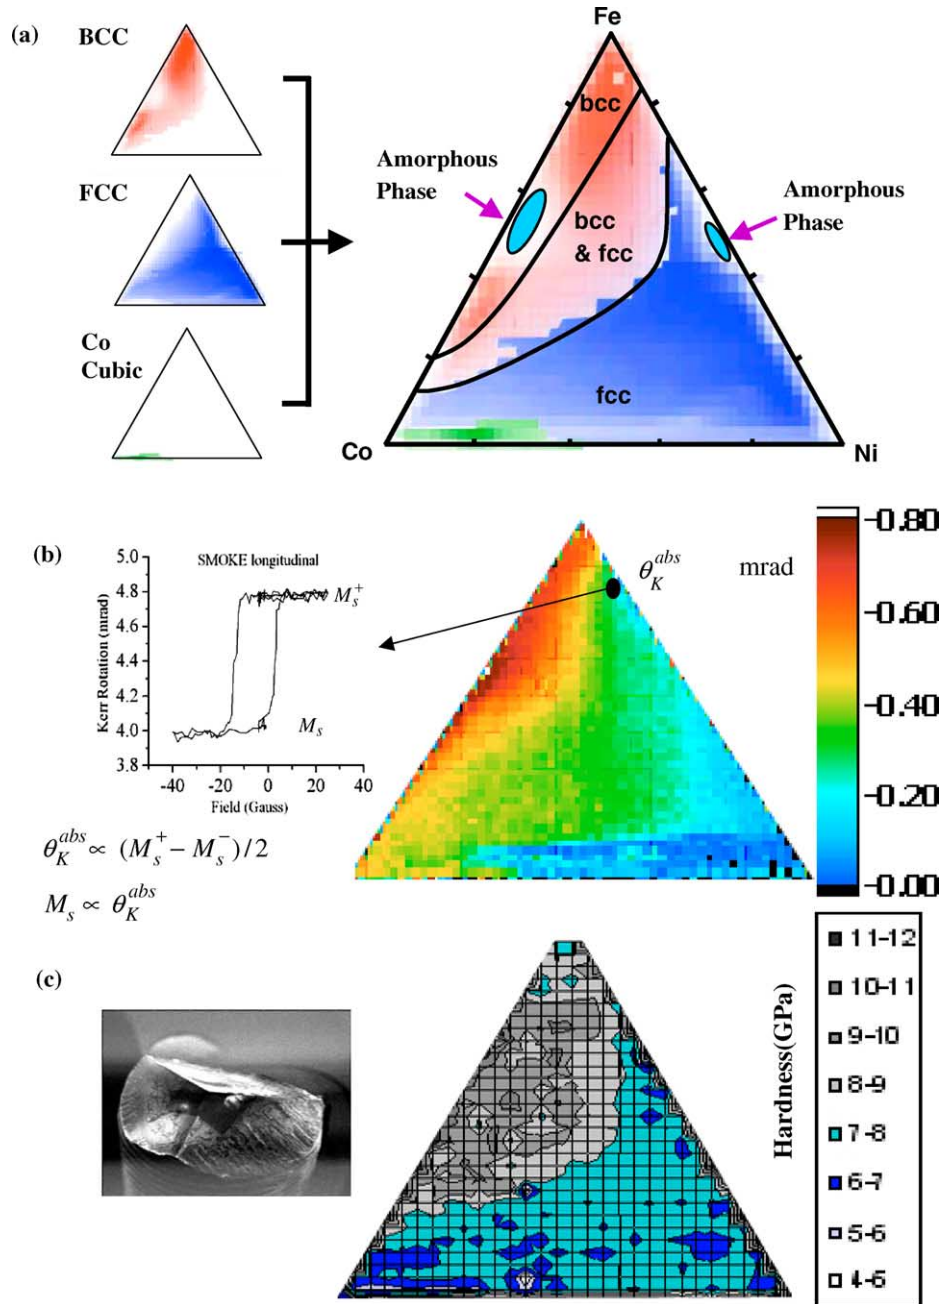 (a)
BCC
FCC
Co
Cubic
Fe
bcc
Amorphous
Phase
Amorphous
Phase
bcc
& fcc
fcc
Co
Ni
(b)
SMOKE longitudinal
Kerr Rotation (mrad)
5.0
4.8
4.6
4.4
4.2
4.0
3.8
M_s^+
M_s
-40
-20
0
20
40
Field (Gauss)
θ_K^{abs}
mrad
0.80
0.60
0.40
0.20
0.00
θ_K^{abs} ∝ (M_s^+ − M_s^-)/2
M_s ∝ θ_K^{abs}
(c)
Hardness(GPa)
11-12
10-11
9-10
8-9
7-8
6-7
5-6
4-5